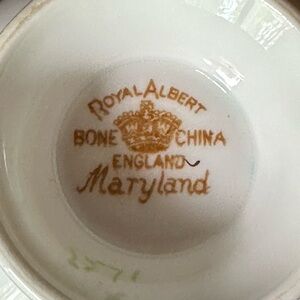 ROYAL ALBERT
BONE CHINA
ENGLAND
Maryland